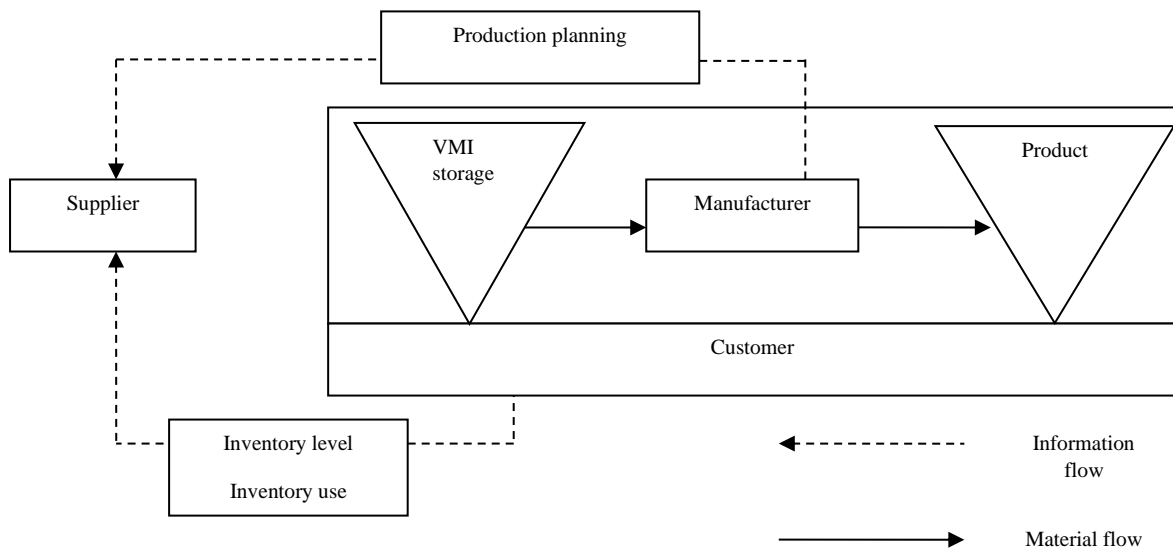 Production planning
VMI
storage
Product
Supplier
Manufacturer
Customer
Inventory level
Inventory use
Information
flow
Material flow